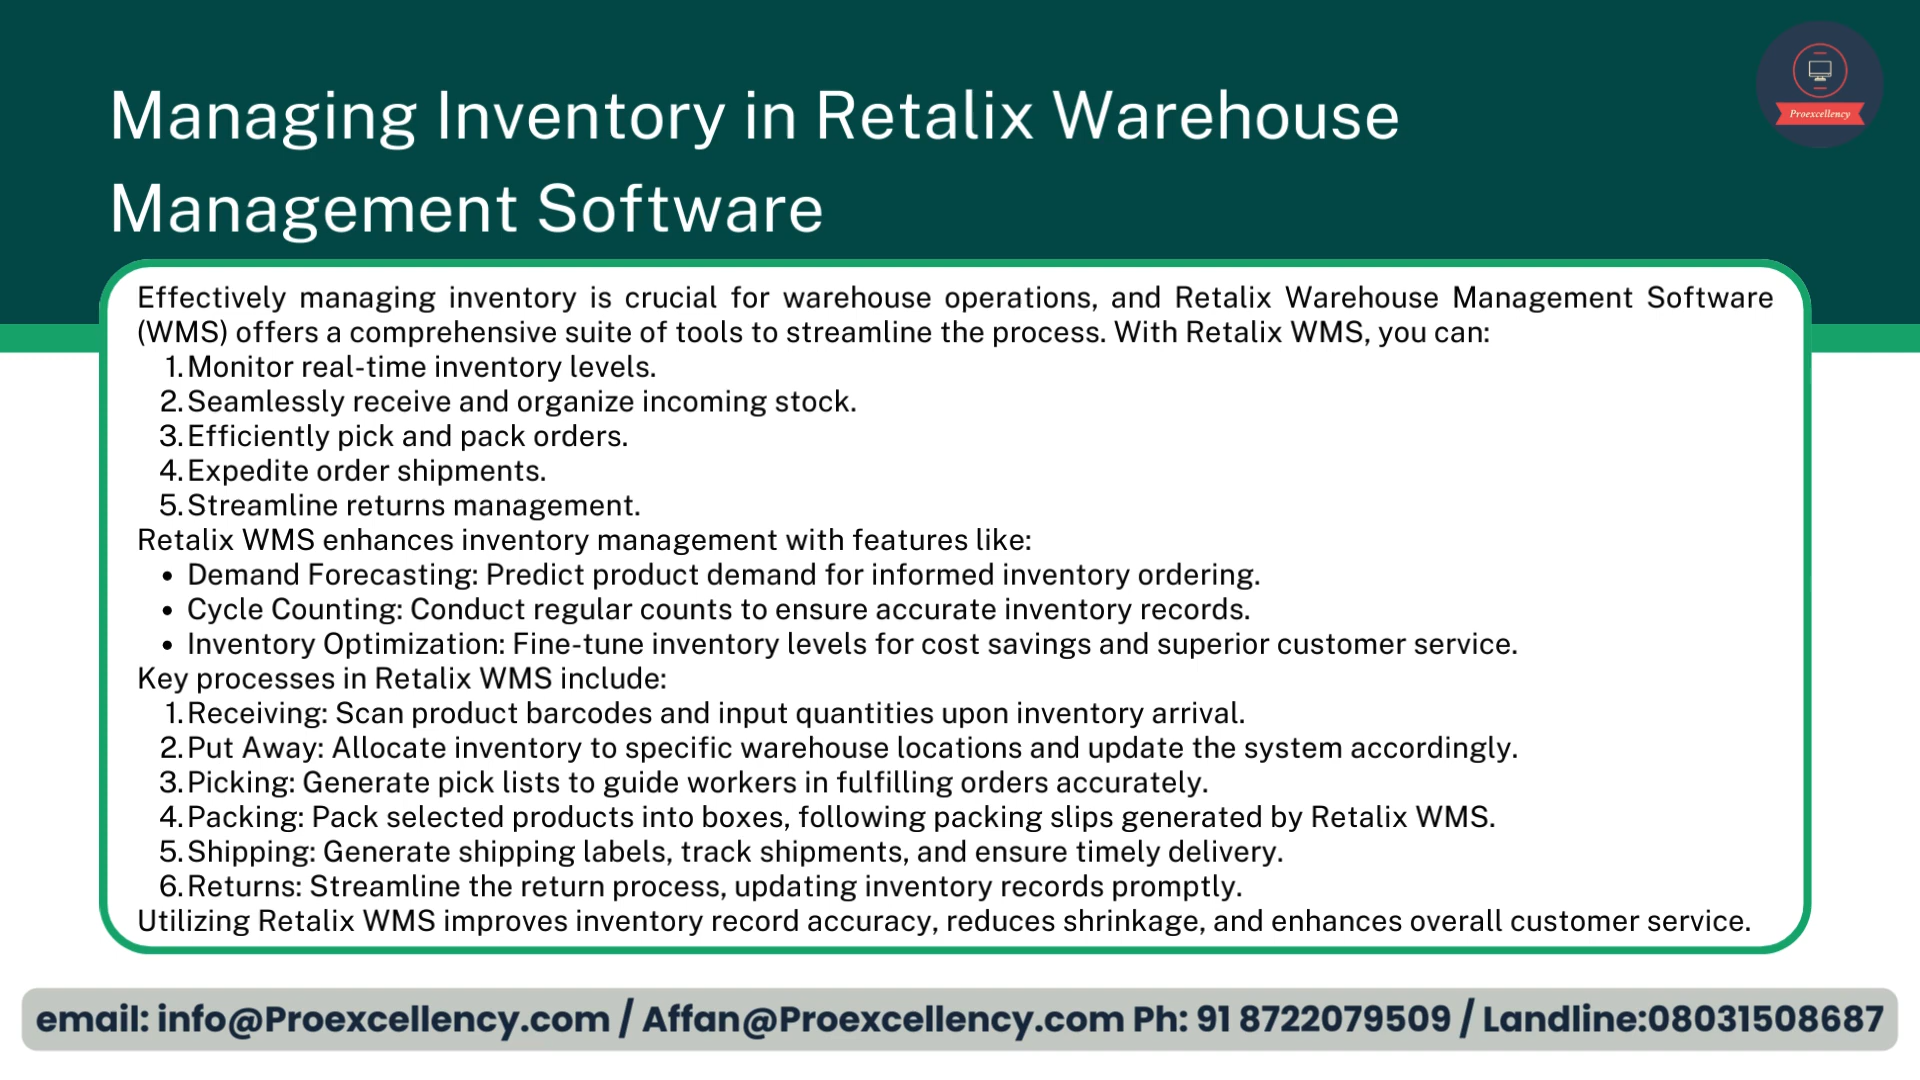 Managing Inventory in Retalix Warehouse
Management Software
Proexcellency
Effectively managing inventory is crucial for warehouse operations, and Retalix Warehouse Management Software
(WMS) offers a comprehensive suite of tools to streamline the process. With Retalix WMS, you can:
1. Monitor real-time inventory levels.
2. Seamlessly receive and organize incoming stock.
3. Efficiently pick and pack orders.
4. Expedite order shipments.
5. Streamline returns management.
Retalix WMS enhances inventory management with features like:
• Demand Forecasting: Predict product demand for informed inventory ordering.
• Cycle Counting: Conduct regular counts to ensure accurate inventory records.
• Inventory Optimization: Fine-tune inventory levels for cost savings and superior customer service.
Key processes in Retalix WMS include:
1. Receiving: Scan product barcodes and input quantities upon inventory arrival.
2. Put Away: Allocate inventory to specific warehouse locations and update the system accordingly.
3. Picking: Generate pick lists to guide workers in fulfilling orders accurately.
4. Packing: Pack selected products into boxes, following packing slips generated by Retalix WMS.
5. Shipping: Generate shipping labels, track shipments, and ensure timely delivery.
6. Returns: Streamline the return process, updating inventory records promptly.
Utilizing Retalix WMS improves inventory record accuracy, reduces shrinkage, and enhances overall customer service.
email: info@Proexcellency.com / Affan@Proexcellency.com Ph: 91 8722079509 / Landline:08031508687